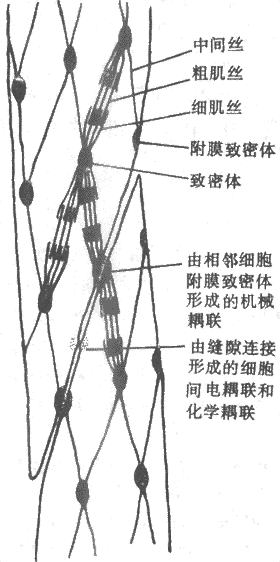 中间丝
粗肌丝
细肌丝
附膜致密体
致密体
由相邻细胞
附膜致密体
形成的机械
耦联
由缝隙连接
形成的细胞
间电耦联和
化学耦联